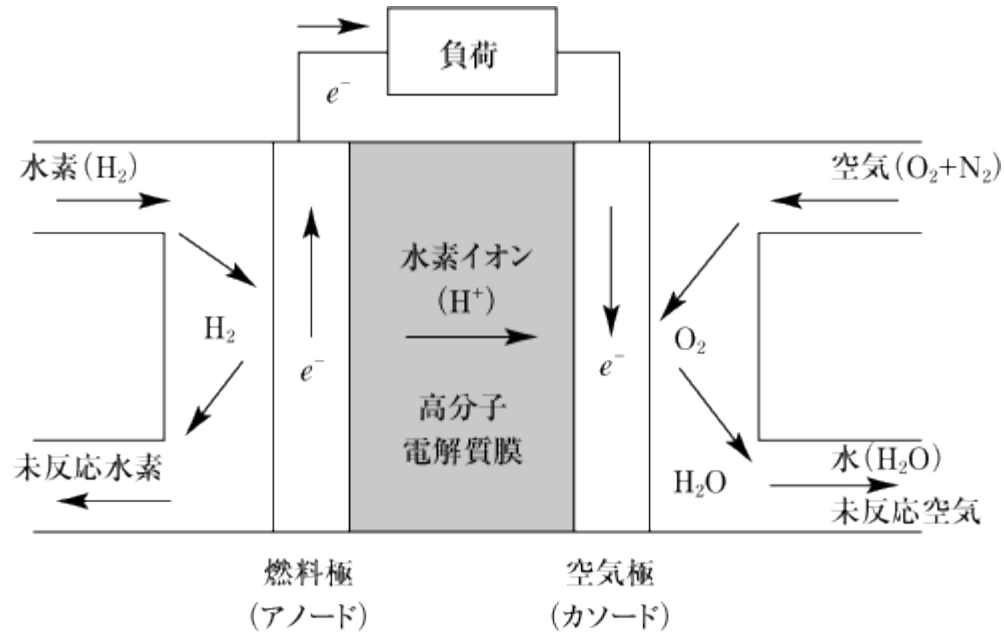 負荷
e⁻
水素(H₂)
空気(O₂+N₂)
水素イオン
(H⁺)
H₂
O₂
e⁻
e⁻
高分子
電解質膜
未反応水素
H₂O
水(H₂O)
未反応空気
燃料極
(アノード)
空気極
(カソード)